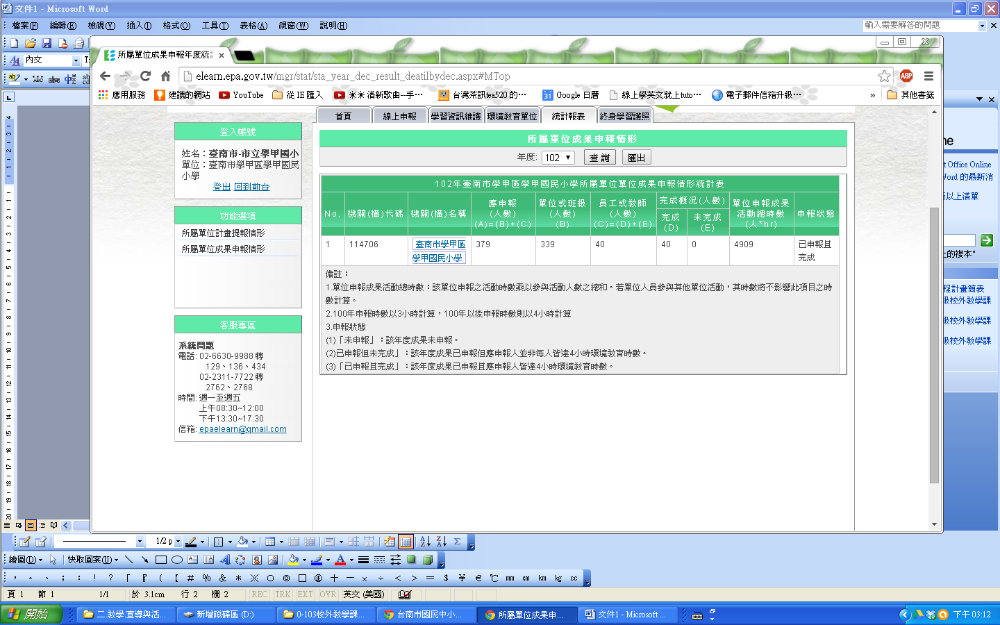 文件1 - Microsoft Word
檔案(F) 編輯(E) 檢視(V) 插入(I) 格式(O) 工具(T) 表格(A) 視窗(W) 說明(H)
輸入需要解答的問題
內文
所屬單位成果申報年度統
elearn.epa.gov.tw/mgr/stat/sta_year_dec_result_deatilbydec.aspx#MTop
應用服務 建議的網站 YouTube 從 IE 匯入 ☀☀清新歌曲--手… 台湾茶訊tea520 的… Google 日曆 線上學英文就上tuto… 電子郵件信箱升級… » 其他書籤
首頁 線上申報 學習資訊維護 環境教育單位 統計報表 終身學習護照
登入帳號
姓名：臺南市-市立學甲國小
單位：臺南市學甲區學甲國民
小學
登出 回到前台
功能選項
所屬單位計畫提報情形
所屬單位成果申報情形
客服專區
系統問題
電話: 02-6630-9988 轉
129、136、434
02-2311-7722 轉
2762、2768
時間: 週一至週五
上午08:30~12:00
下午13:30~17:30
信箱: epaelearn@gmail.com
所屬單位成果申報情形
年度: 102 查 詢 匯出
102年臺南市學甲區學甲國民小學所屬單位單位成果申報情形統計表
No. 機關(構)代碼 機關(構)名稱 應申報(人數)(A)=(B)+(C) 單位或班級(人數)(B) 員工或教師(人數)(C)=(D)+(E) 完成概況(人數) 完成(D) 未完成(E) 單位申報成果活動總時數(人*hr) 申報狀態
1 114706 臺南市學甲區學甲國民小學 379 339 40 40 0 4909 已申報且完成
備註：
1.單位申報成果活動總時數：該單位申報之活動時數乘以參與活動人數之總和。若單位人員參與其他單位活動，其時數將不影響此項目之時
數計算。
2.100年申報時數以3小時計算，100年以後申報時數則以4小時計算
3.申報狀態
(1)「未申報」：該年度成果未申報。
(2)已申報但未完成」：該年度成果已申報但應申報人並非每人皆達4小時環境教育時數。
(3)「已申報且完成」：該年度成果已申報且應申報人皆達4小時環境教育時數。
ne
t Office Online
Word 的最新消
以上清單
的複本"
程計畫簡表
級校外教學課
級校外教學課
級校外教學課
1/2 p
繪圖(D) 快取圖案(U)
， 。 、 ； ： ！ ？ 「 『 （ 【 # % & * ※ ○ ◎ □ ㊣ + － × ÷ < > = $ ¥ € ℃ mm cm km kg cc
頁 1 節 1 1/1 於 3.1cm 行 2 欄 2 REC TRK EXT OVR 英文 (美國)
開始 二.教學.宣導與活... 新增磁碟區 (D:) 0-103校外教學課... 台南市國民中小... 所屬單位成果申... 文件1 - Microsoft ... 下午 03:12